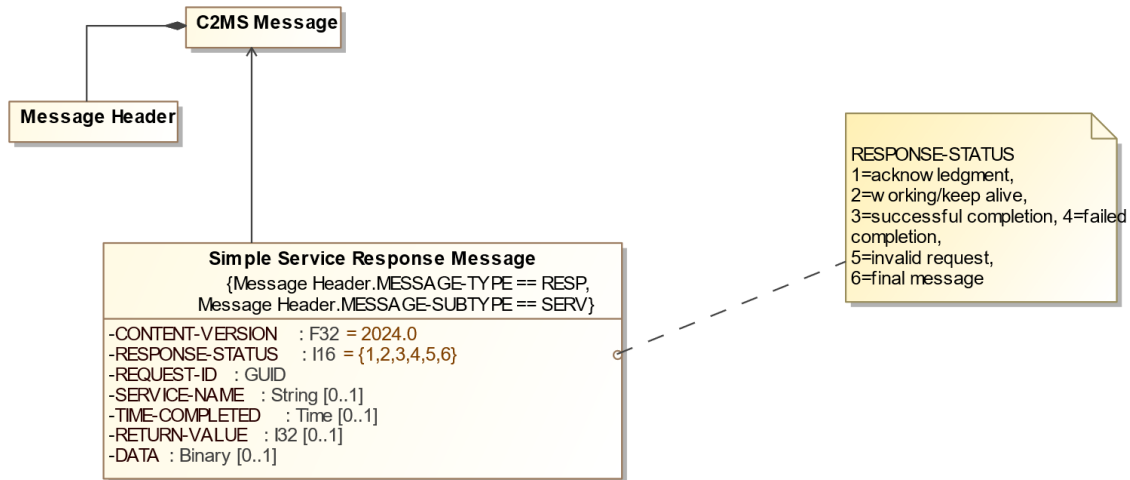 C2MS Message
Message Header
RESPONSE-STATUS
1=acknowledgment,
2=working/keep alive,
3=successful completion, 4=failed
completion,
5=invalid request,
6=final message
Simple Service Response Message
{Message Header.MESSAGE-TYPE == RESP,
Message Header.MESSAGE-SUBTYPE == SERV}
-CONTENT-VERSION : F32 = 2024.0
-RESPONSE-STATUS : I16 = {1,2,3,4,5,6}
-REQUEST-ID : GUID
-SERVICE-NAME : String [0..1]
-TIME-COMPLETED : Time [0..1]
-RETURN-VALUE : I32 [0..1]
-DATA : Binary [0..1]